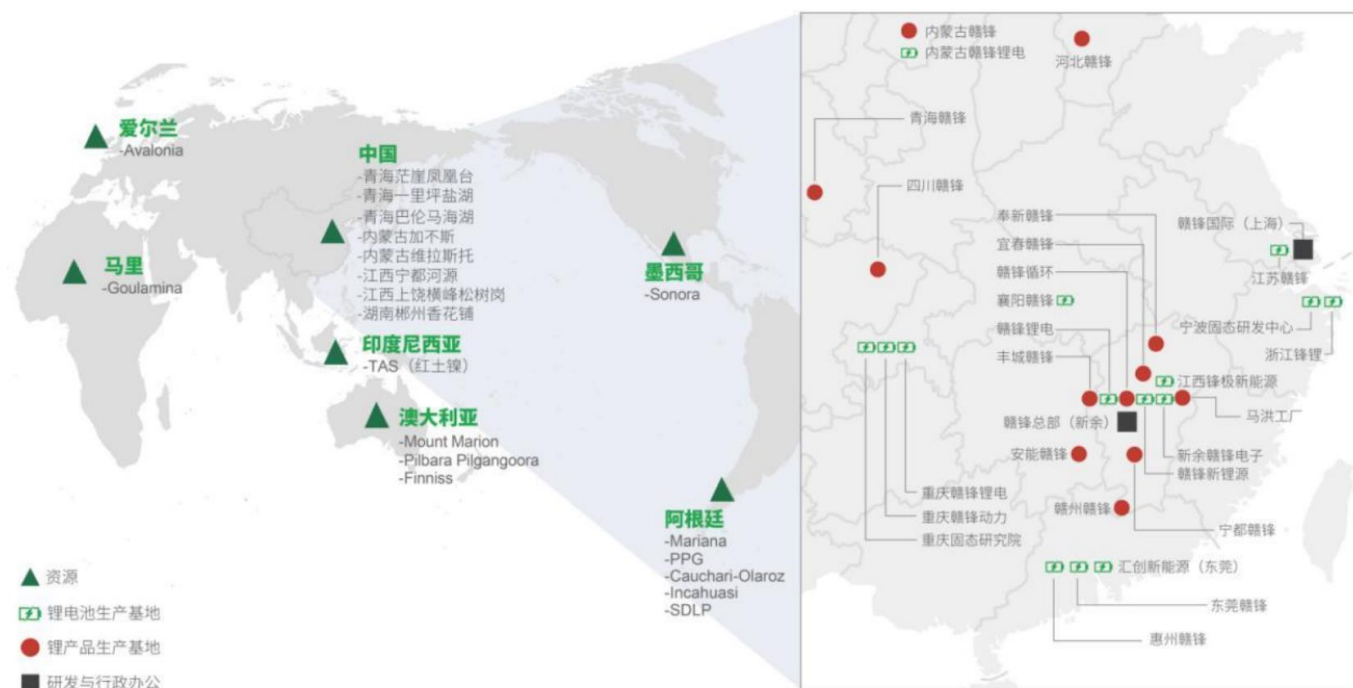 爱尔兰
-Avalonia
中国
-青海茫崖凤凰台
-青海一里坪盐湖
-青海巴伦马海湖
-内蒙古加不斯
-内蒙古维拉斯托
-江西宁都河源
-江西上饶横峰松树岗
-湖南郴州香花铺
马里
-Goulamina
墨西哥
-Sonora
印度尼西亚
-TAS（红土镍）
澳大利亚
-Mount Marion
-Pilbara Pilgangoora
-Finniss
阿根廷
-Mariana
-PPG
-Cauchari-Olaroz
-Incahuasi
-SDLP
资源
锂电池生产基地
锂产品生产基地
研发与行政办公
内蒙古赣锋
内蒙古赣锋锂电
河北赣锋
青海赣锋
四川赣锋
奉新赣锋
宜春赣锋
赣锋循环
襄阳赣锋
赣锋锂电
丰城赣锋
赣锋国际（上海）
江苏赣锋
宁波固态研发中心
浙江锋锂
江西锋极新能源
马洪工厂
赣锋总部（新余）
安能赣锋
新余赣锋电子
赣锋新锂源
重庆赣锋锂电
重庆赣锋动力
重庆固态研究院
赣州赣锋
宁都赣锋
汇创新能源（东莞）
东莞赣锋
惠州赣锋